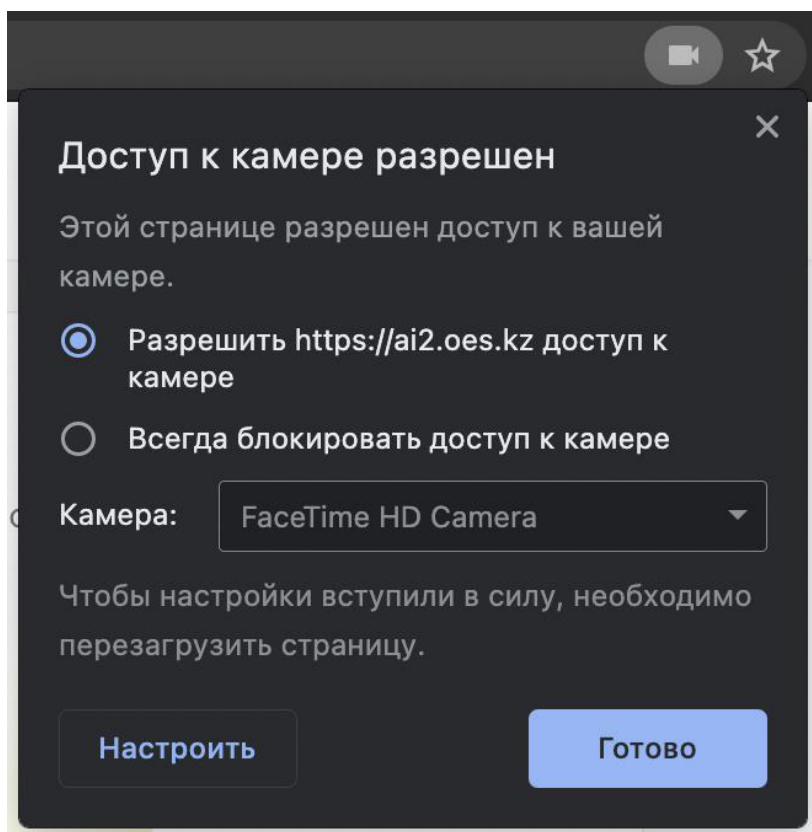 Доступ к камере разрешен
Этой странице разрешен доступ к вашей
камере.
Разрешить https://ai2.oes.kz доступ к
камере
Всегда блокировать доступ к камере
Камера: FaceTime HD Camera
Чтобы настройки вступили в силу, необходимо
перезагрузить страницу.
Настроить Готово